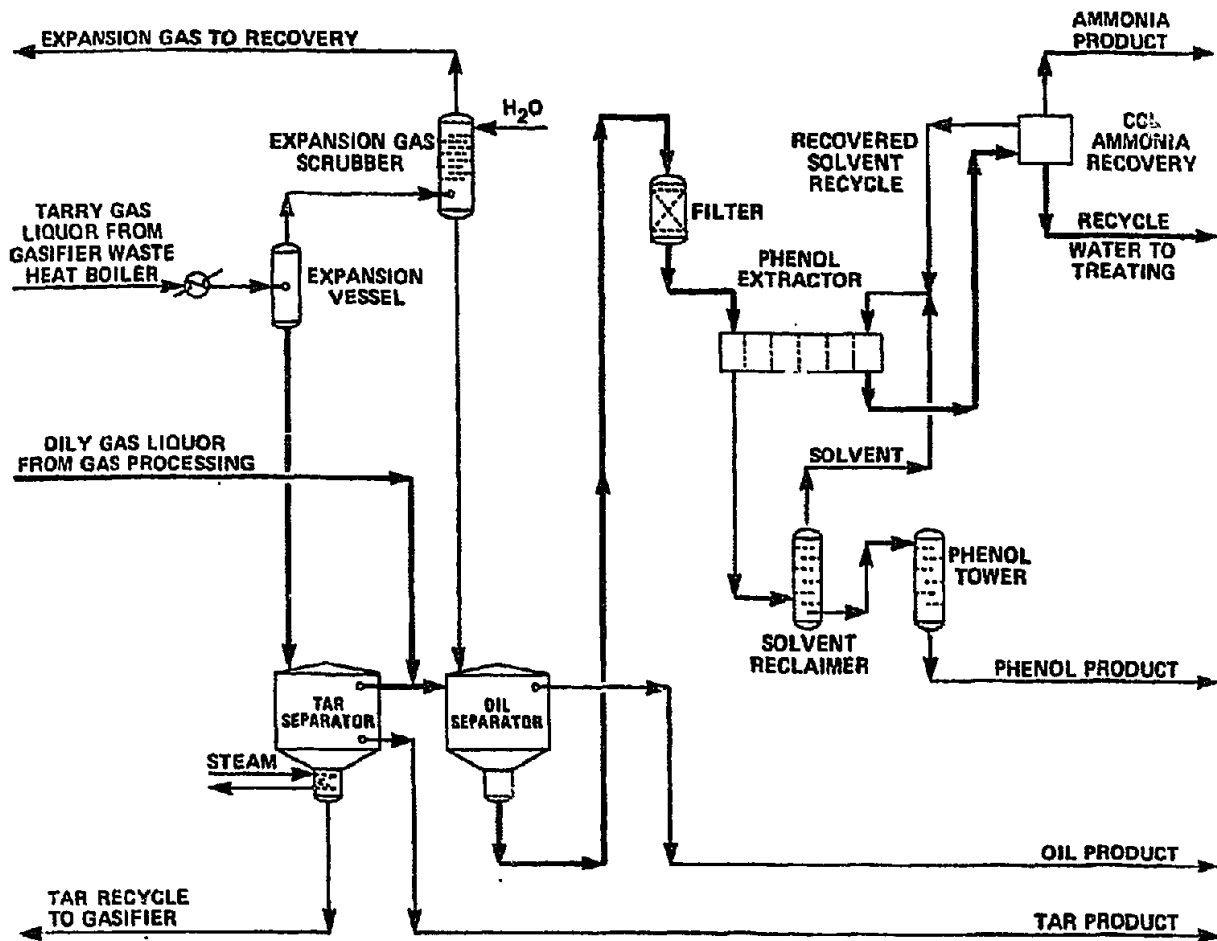 EXPANSION GAS TO RECOVERY
AMMONIA
PRODUCT
H2O
EXPANSION GAS
SCRUBBER
RECOVERED
SOLVENT
RECYCLE
AMMONIA
RECOVERY
TARRY GAS
LIQUOR FROM
GASIFIER WASTE
HEAT BOILER
FILTER
RECYCLE
WATER TO
TREATING
EXPANSION
VESSEL
PHENOL
EXTRACTOR
OILY GAS LIQUOR
FROM GAS PROCESSING
SOLVENT
PHENOL
TOWER
SOLVENT
RECLAIMER
PHENOL PRODUCT
TAR
SEPARATOR
OIL
SEPARATOR
STEAM
OIL PRODUCT
TAR RECYCLE
TO GASIFIER
TAR PRODUCT